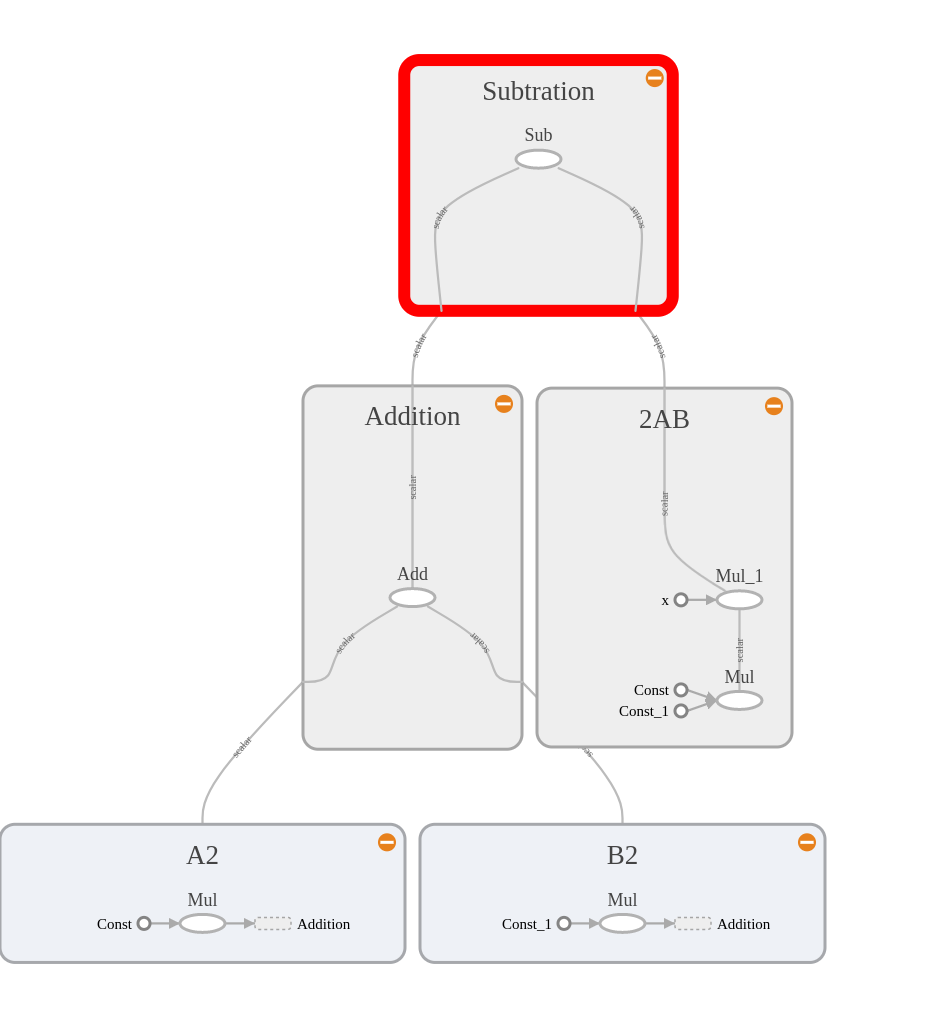 Subtration
Sub
scalar
scalar
scalar
scalar
Addition
2AB
scalar
scalar
Add
Mul_1
x
scalar
scalar
scalar
Mul
Const
Const_1
scalar
A2
B2
Mul
Mul
Const
Addition
Const_1
Addition